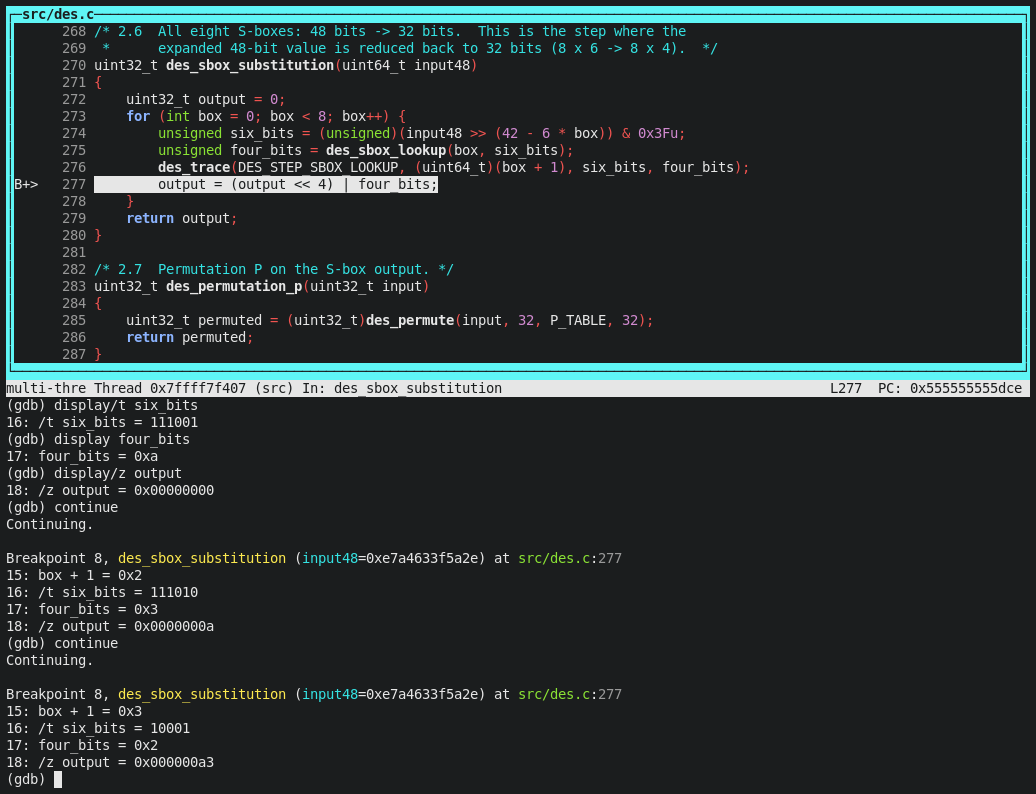 src/des.c
268 /* 2.6  All eight S-boxes: 48 bits -> 32 bits.  This is the step where the
269  *      expanded 48-bit value is reduced back to 32 bits (8 x 6 -> 8 x 4).  */
270 uint32_t des_sbox_substitution(uint64_t input48)
271 {
272     uint32_t output = 0;
273     for (int box = 0; box < 8; box++) {
274         unsigned six_bits = (unsigned)(input48 >> (42 - 6 * box)) & 0x3Fu;
275         unsigned four_bits = des_sbox_lookup(box, six_bits);
276         des_trace(DES_STEP_SBOX_LOOKUP, (uint64_t)(box + 1), six_bits, four_bits);
B+> 277         output = (output << 4) | four_bits;
278     }
279     return output;
280 }
281
282 /* 2.7  Permutation P on the S-box output. */
283 uint32_t des_permutation_p(uint32_t input)
284 {
285     uint32_t permuted = (uint32_t)des_permute(input, 32, P_TABLE, 32);
286     return permuted;
287 }
multi-thre Thread 0x7ffff7f407 (src) In: des_sbox_substitution L277 PC: 0x555555555dce
(gdb) display/t six_bits
16: /t six_bits = 111001
(gdb) display four_bits
17: four_bits = 0xa
(gdb) display/z output
18: /z output = 0x00000000
(gdb) continue
Continuing.
Breakpoint 8, des_sbox_substitution (input48=0xe7a4633f5a2e) at src/des.c:277
15: box + 1 = 0x2
16: /t six_bits = 111010
17: four_bits = 0x3
18: /z output = 0x0000000a
(gdb) continue
Continuing.
Breakpoint 8, des_sbox_substitution (input48=0xe7a4633f5a2e) at src/des.c:277
15: box + 1 = 0x3
16: /t six_bits = 10001
17: four_bits = 0x2
18: /z output = 0x000000a3
(gdb)